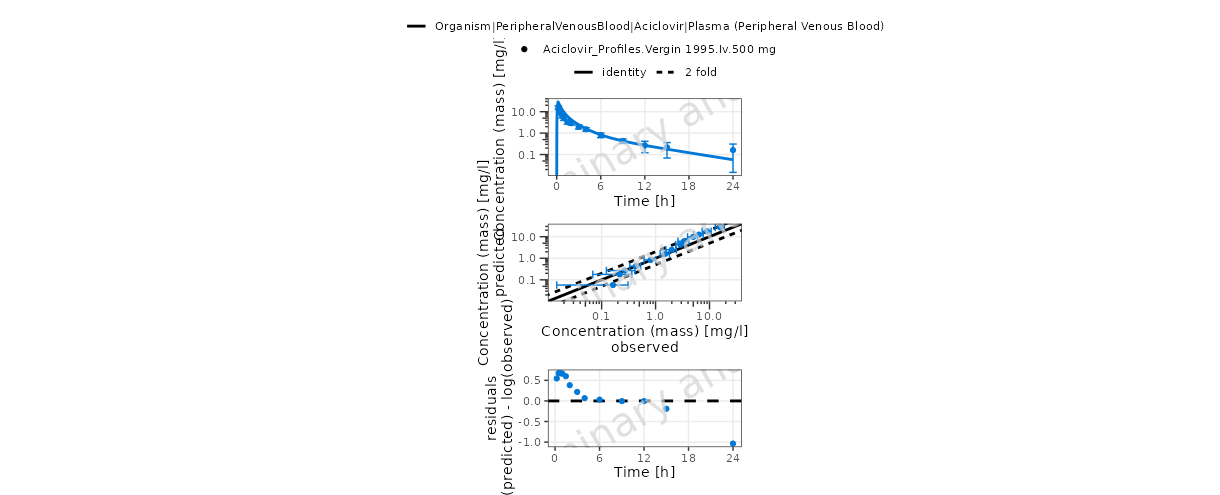 Organism|PeripheralVenousBlood|Aciclovir|Plasma (Peripheral Venous Blood)
Aciclovir_Profiles.Vergin 1995.Iv.500 mg
identity 2 fold
Concentration (mass) [mg/l]
10.0
1.0
0.1
0 6 12 18 24
Time [h]
Concentration (mass) [mg/l]
predicted
10.0
1.0
0.1
0.1 1.0 10.0
Concentration (mass) [mg/l]
observed
residuals
(predicted) - log(observed)
0.5
0.0
-0.5
-1.0
0 6 12 18 24
Time [h]